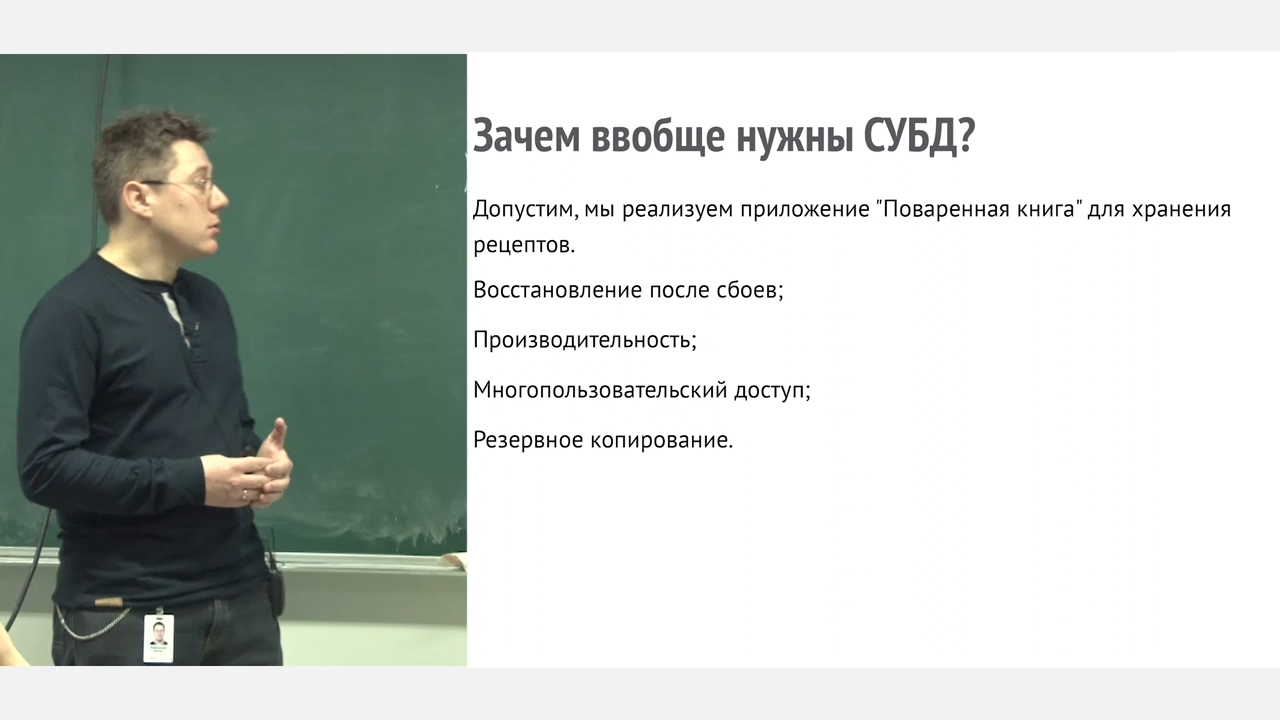 Зачем ввобще нужны СУБД?
Допустим, мы реализуем приложение "Поваренная книга" для хранения
рецептов.
Восстановление после сбоев;
Производительность;
Многопользовательский доступ;
Резервное копирование.